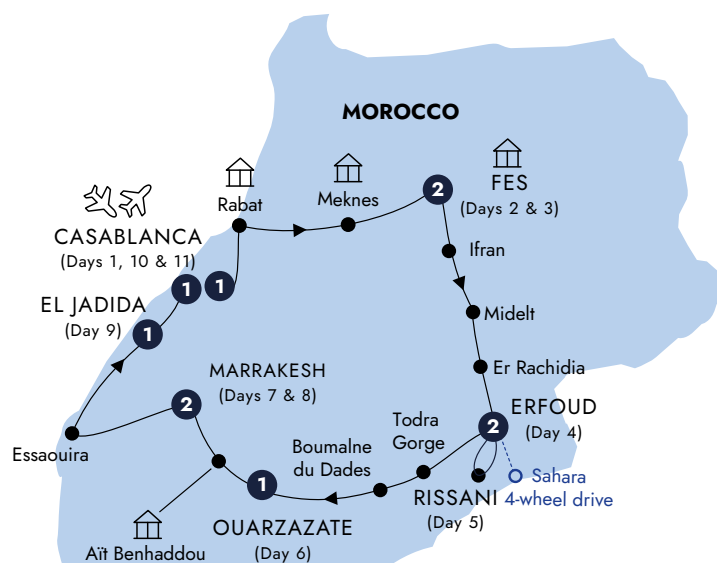 MOROCCO
2
FES
(Days 2 & 3)
Rabat
Meknes
CASABLANCA
(Days 1, 10 & 11)
Ifran
1
1
EL JADIDA
(Day 9)
1
Midelt
MARRAKESH
(Days 7 & 8)
Er Rachidia
2
ERFOUD
(Day 4)
2
Todra
Gorge
Essaouira
Boumalne
du Dades
Sahara
4-wheel drive
RISSANI
(Day 5)
1
OUARZAZATE
(Day 6)
Aït Benhaddou